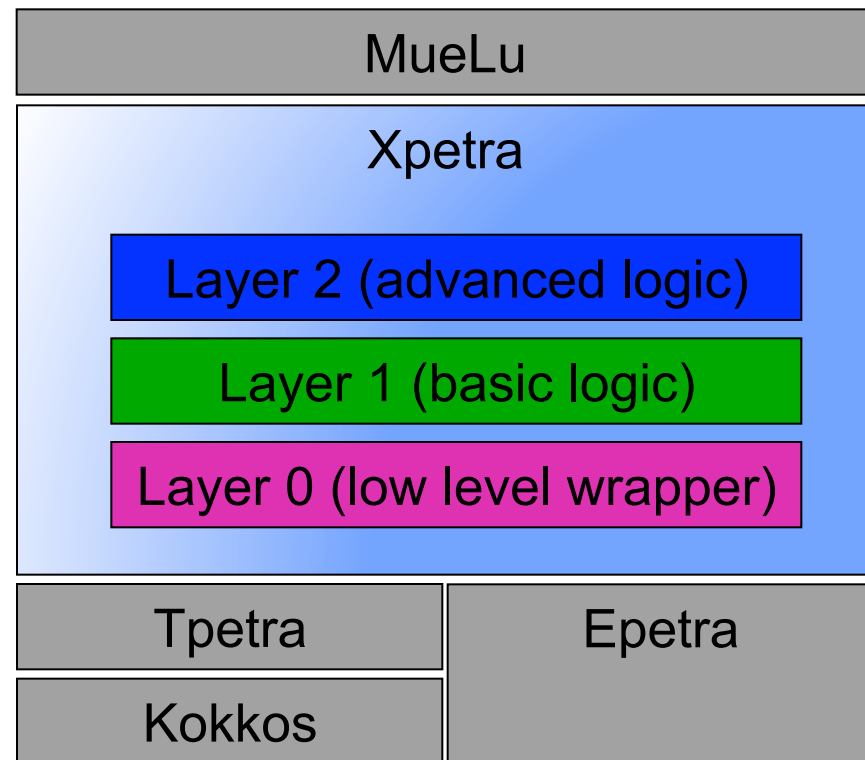 MueLu
Xpetra
Layer 2 (advanced logic)
Layer 1 (basic logic)
Layer 0 (low level wrapper)
Tpetra
Epetra
Kokkos